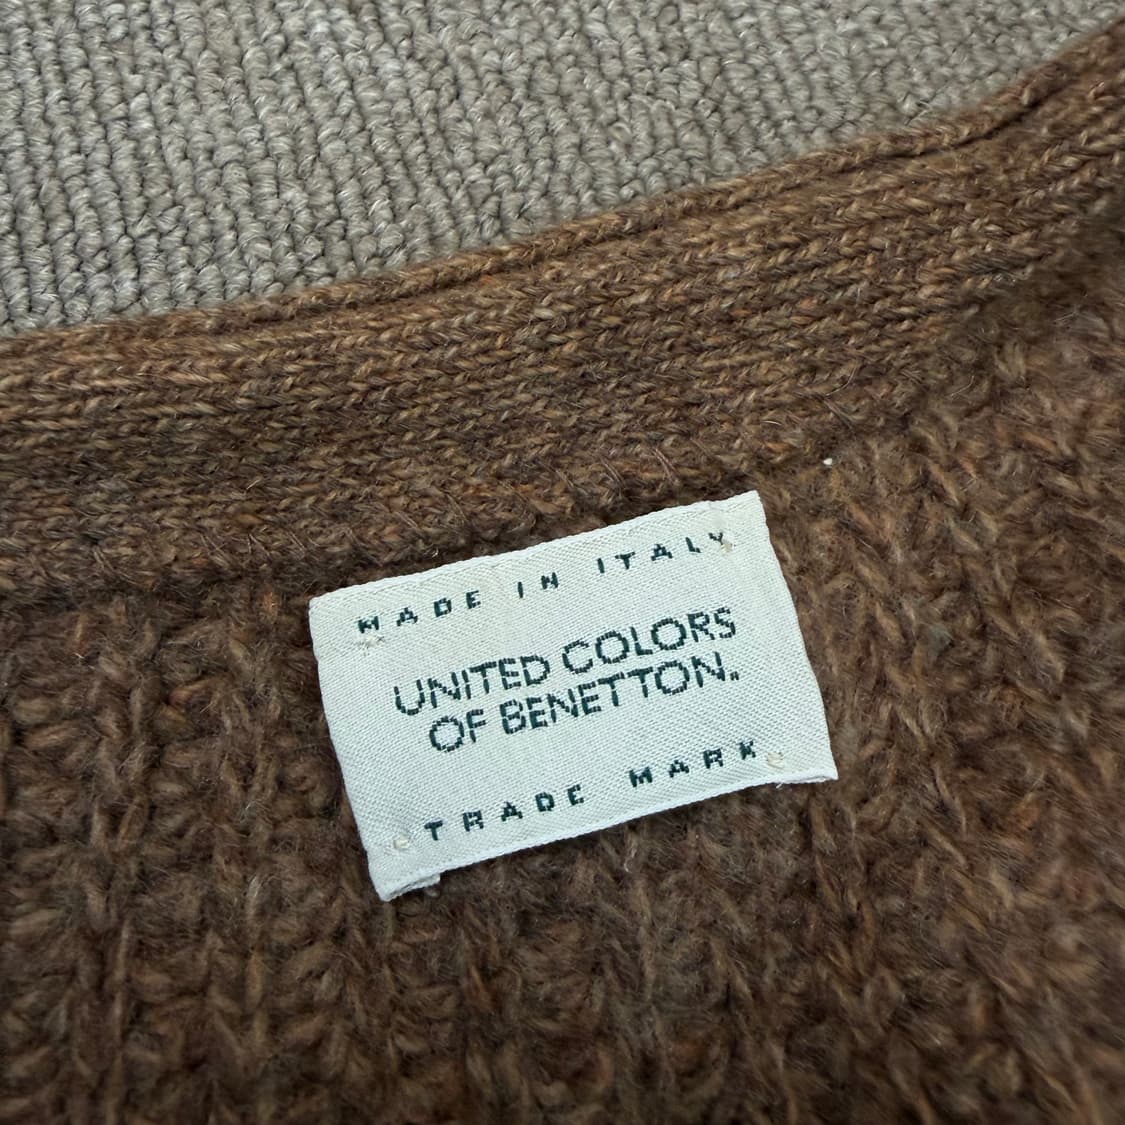 MADE IN ITALY
UNITED COLORS
OF BENETTON.
TRADE MARK